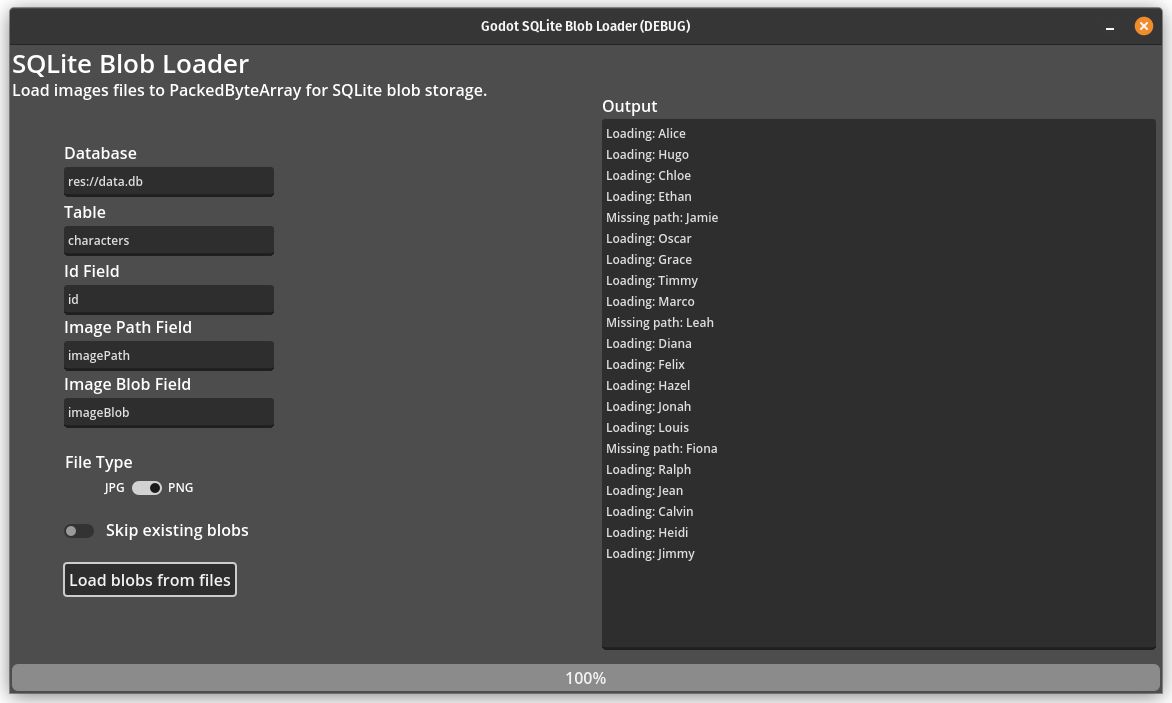 Godot SQLite Blob Loader (DEBUG)
SQLite Blob Loader
Load images files to PackedByteArray for SQLite blob storage.
Database
res://data.db
Table
characters
Id Field
id
Image Path Field
imagePath
Image Blob Field
imageBlob
File Type
JPG PNG
Skip existing blobs
Load blobs from files
Output
Loading: Alice
Loading: Hugo
Loading: Chloe
Loading: Ethan
Missing path: Jamie
Loading: Oscar
Loading: Grace
Loading: Timmy
Loading: Marco
Missing path: Leah
Loading: Diana
Loading: Felix
Loading: Hazel
Loading: Jonah
Loading: Louis
Missing path: Fiona
Loading: Ralph
Loading: Jean
Loading: Calvin
Loading: Heidi
Loading: Jimmy
100%